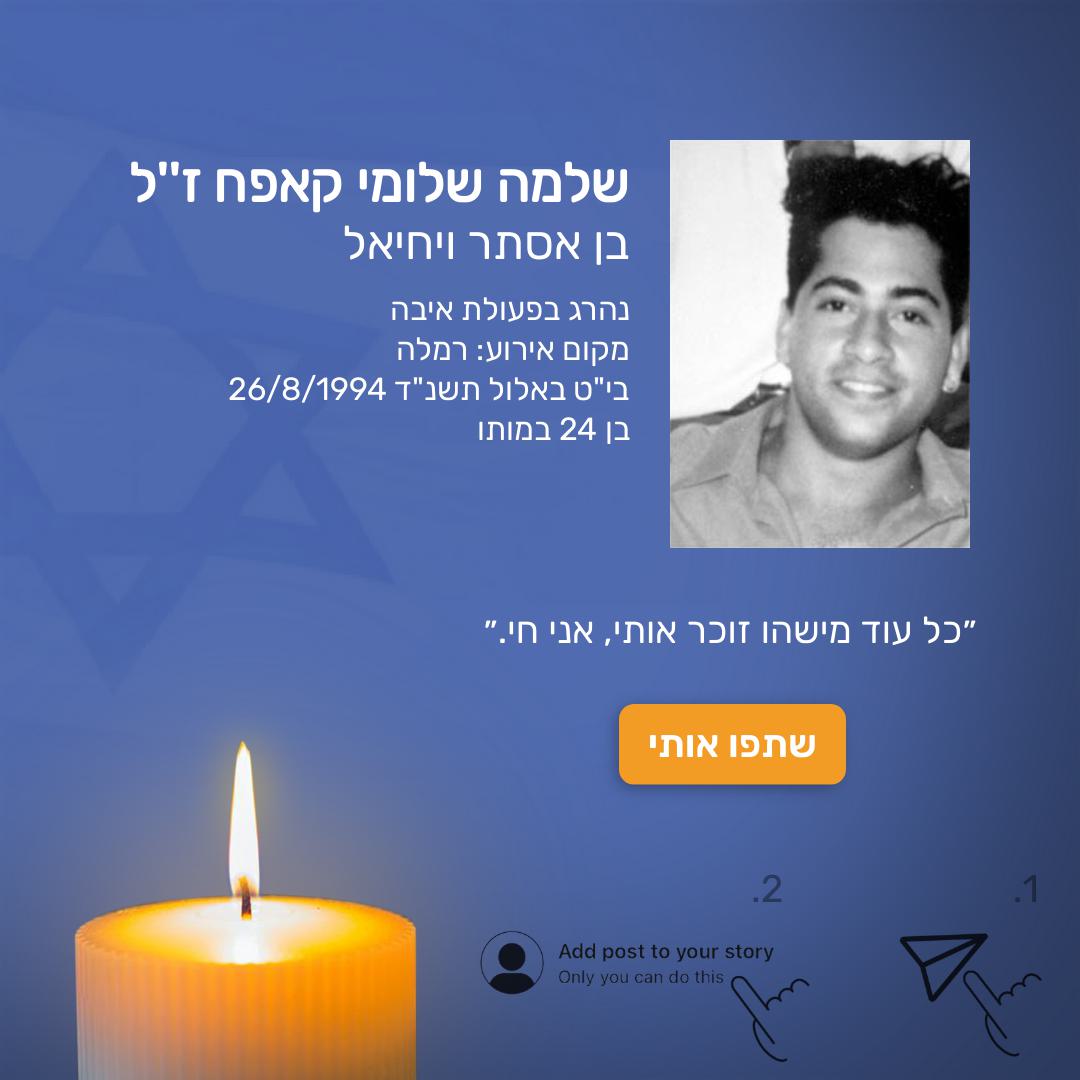 שלמה שלומי קאפח ז"ל
בן אסתר ויחיאל
נהרג בפעולת איבה
מקום אירוע: רמלה
בי"ט באלול תשנ"ד 26/8/1994
בן 24 במותו
״כל עוד מישהו זוכר אותי, אני חי.״
שתפו אותי
.1
.2
Add post to your story
Only you can do this